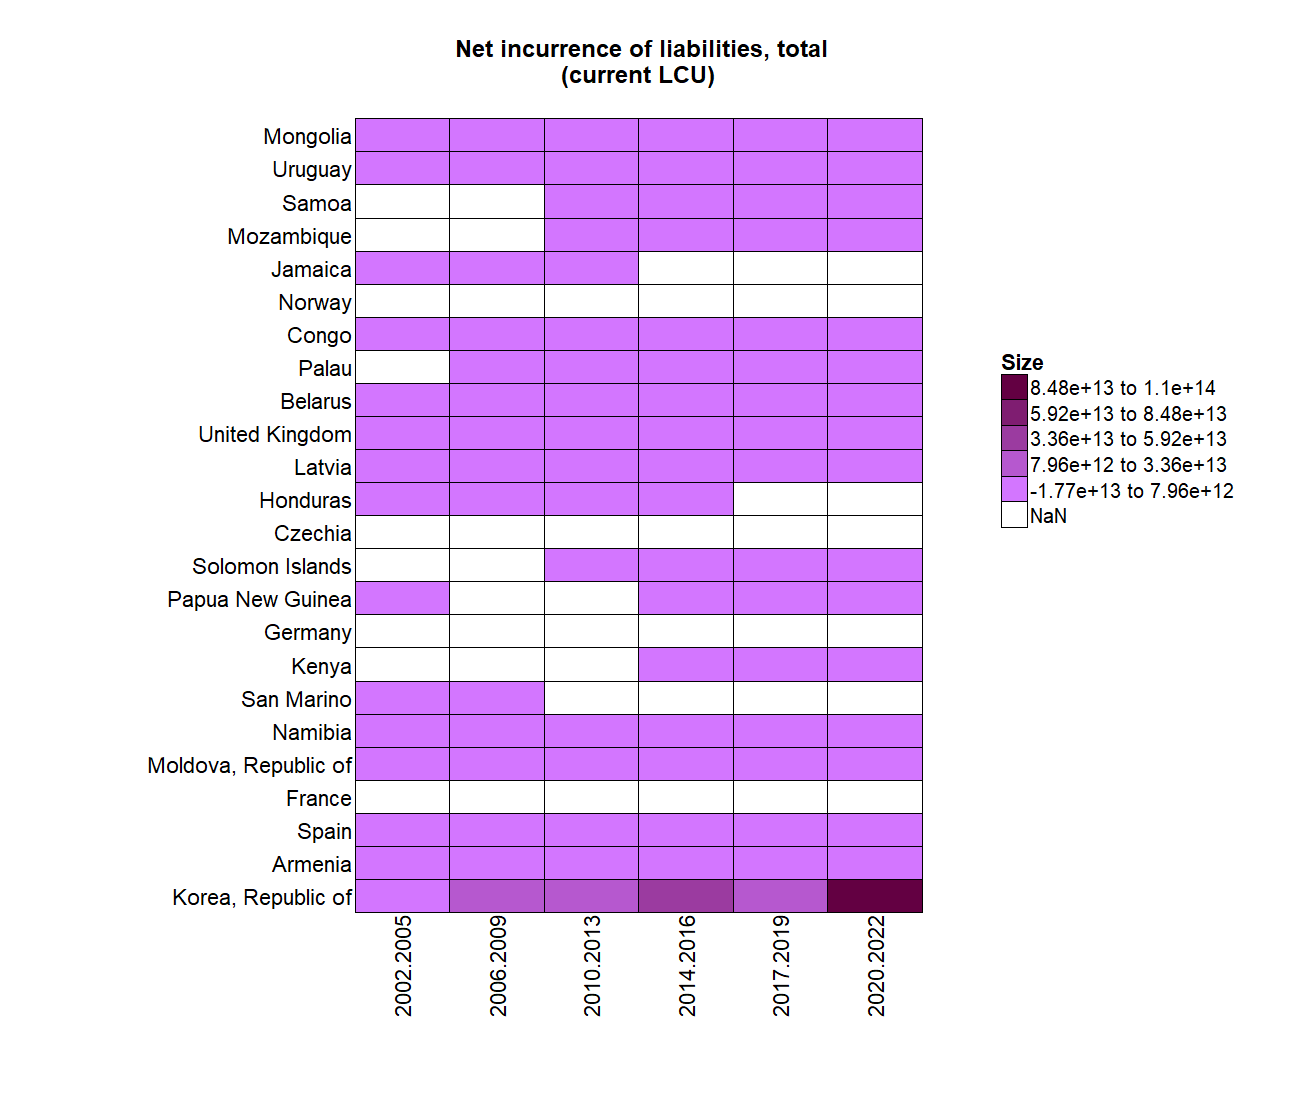 Net incurrence of liabilities, total
(current LCU)
Mongolia
Uruguay
Samoa
Mozambique
Jamaica
Norway
Congo
Palau
Belarus
United Kingdom
Latvia
Honduras
Czechia
Solomon Islands
Papua New Guinea
Germany
Kenya
San Marino
Namibia
Moldova, Republic of
France
Spain
Armenia
Korea, Republic of
2002.2005
2006.2009
2010.2013
2014.2016
2017.2019
2020.2022
Size
8.48e+13 to 1.1e+14
5.92e+13 to 8.48e+13
3.36e+13 to 5.92e+13
7.96e+12 to 3.36e+13
-1.77e+13 to 7.96e+12
NaN